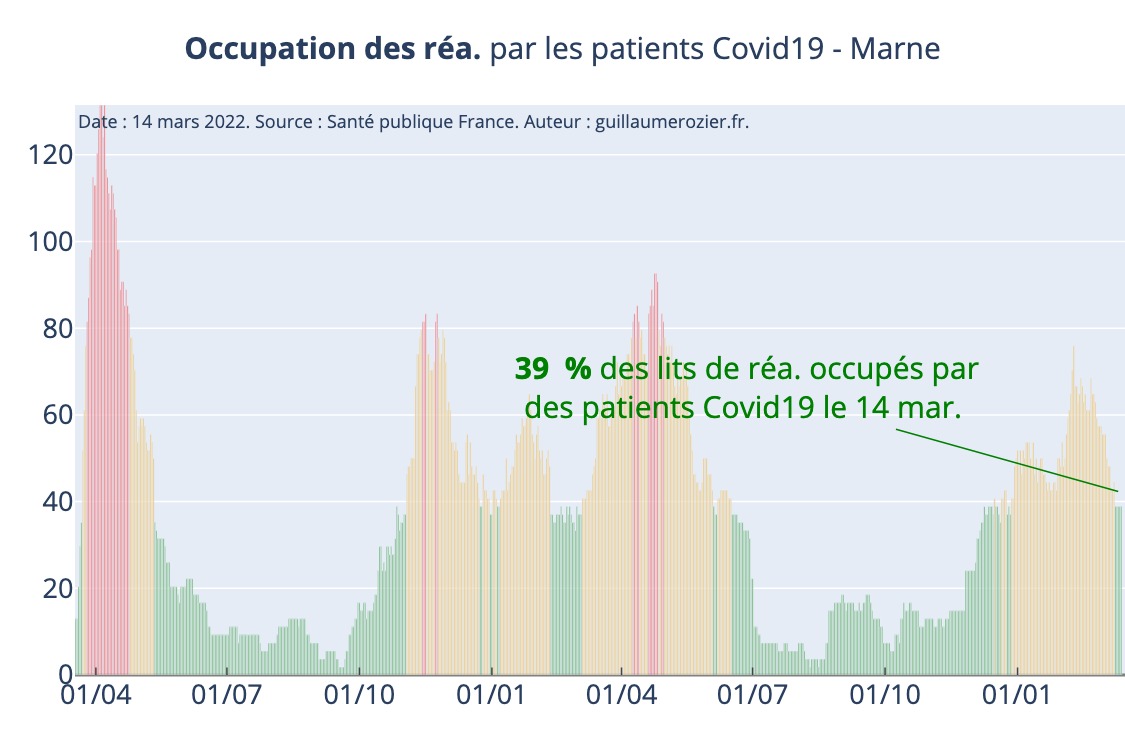 Occupation des réa. par les patients Covid19 - Marne
Date : 14 mars 2022. Source : Santé publique France. Auteur : guillaumerozier.fr.
120
100
80
39  % des lits de réa. occupés par
des patients Covid19 le 14 mar.
60
40
20
0
01/04 01/07 01/10 01/01 01/04 01/07 01/10 01/01